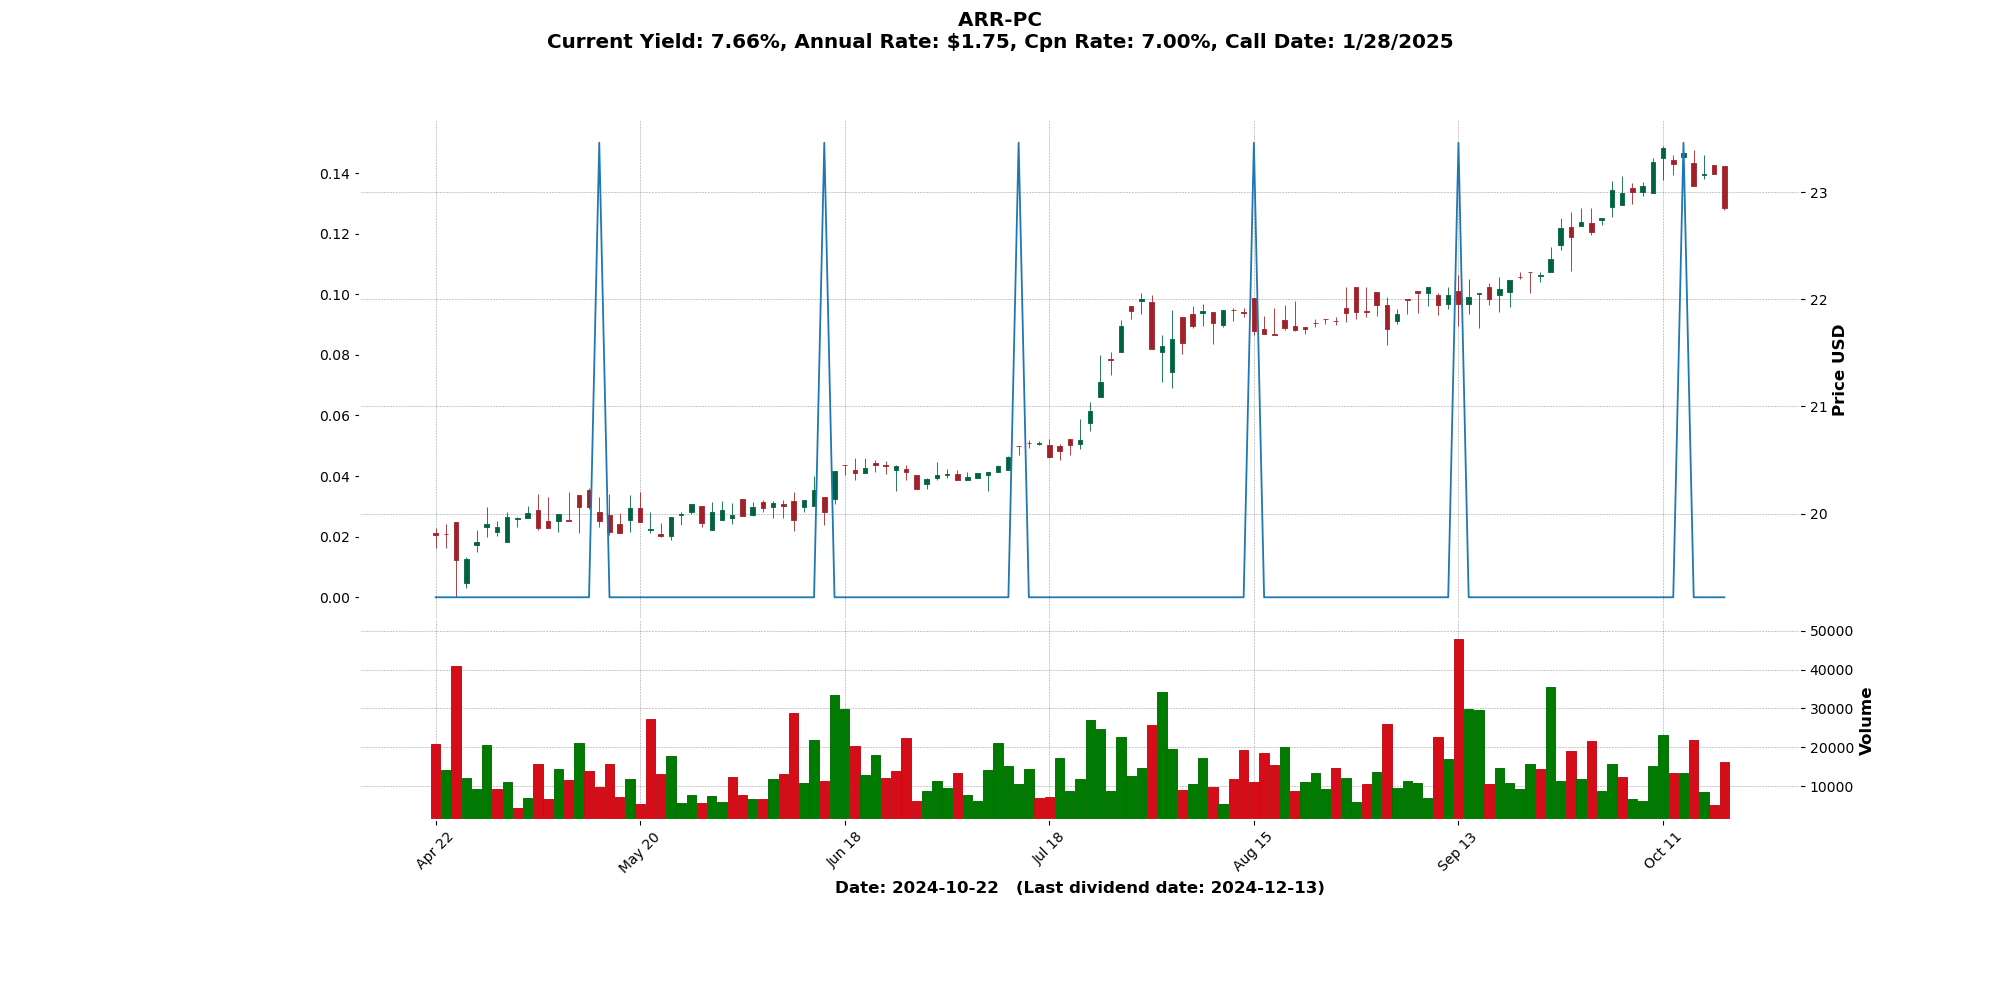 ARR-PC
Current Yield: 7.66%, Annual Rate: $1.75, Cpn Rate: 7.00%, Call Date: 1/28/2025
0.14
0.12
0.10
0.08
0.06
0.04
0.02
0.00
23
22
21
20
Price USD
50000
40000
30000
20000
10000
Volume
Apr 22
May 20
Jun 18
Jul 18
Aug 15
Sep 13
Oct 11
Date: 2024-10-22 (Last dividend date: 2024-12-13)